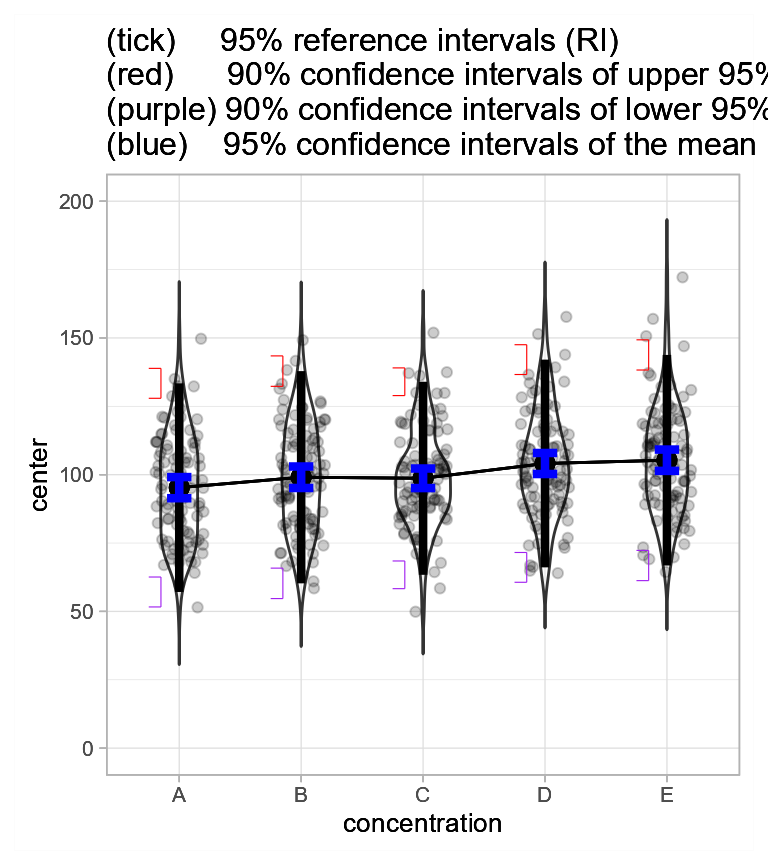 (tick) 95% reference intervals (RI)
(red) 90% confidence intervals of upper 95%
(purple) 90% confidence intervals of lower 95%
(blue) 95% confidence intervals of the mean
200
150
100
50
0
center
A B C D E
concentration